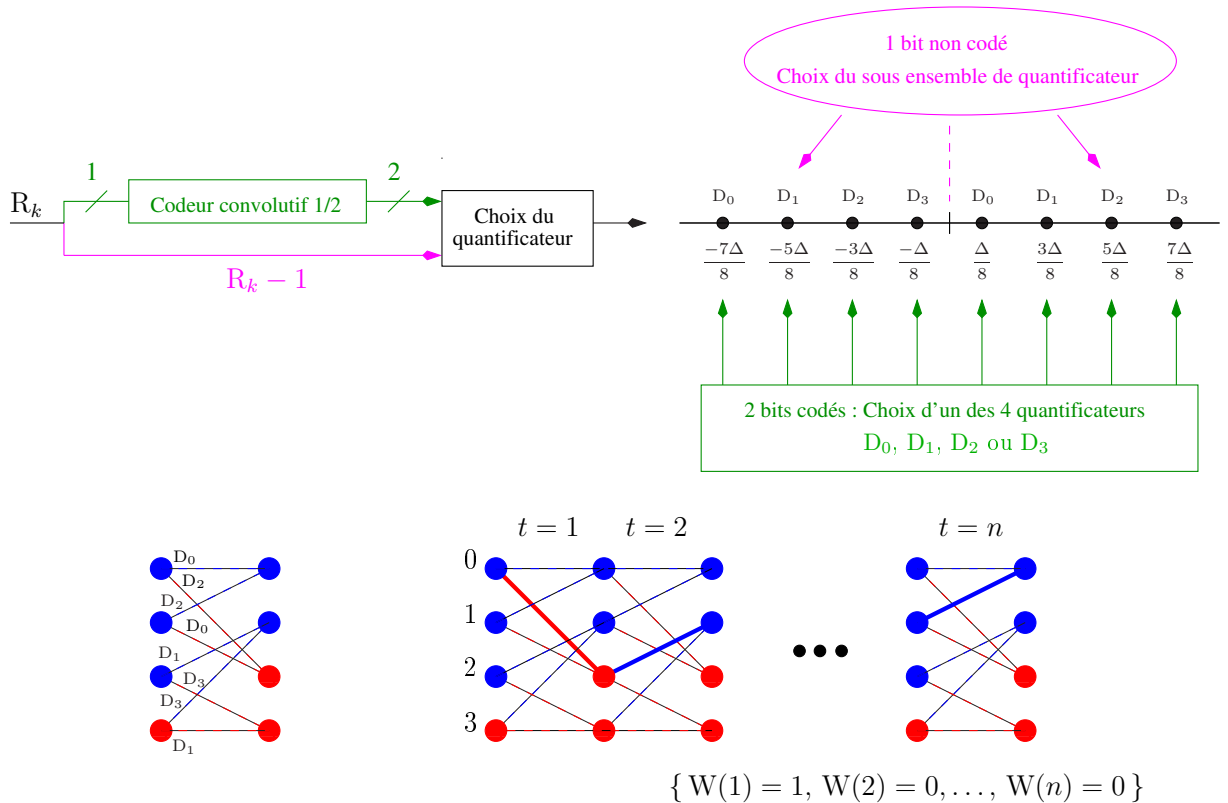 1 bit non codé
Choix du sous ensemble de quantificateur
1
2
R_k
Codeur convolutif 1/2
Choix du
quantificateur
R_k − 1
D_0 D_1 D_2 D_3 D_0 D_1 D_2 D_3
-7Δ/8 -5Δ/8 -3Δ/8 -Δ/8 Δ/8 3Δ/8 5Δ/8 7Δ/8
2 bits codés : Choix d'un des 4 quantificateurs
D_0, D_1, D_2 ou D_3
t = 1 t = 2 t = n
D_0
D_2
D_2
D_0
D_1
D_3
D_3
D_1
0
1
2
3
{ W(1) = 1, W(2) = 0, . . . , W(n) = 0 }